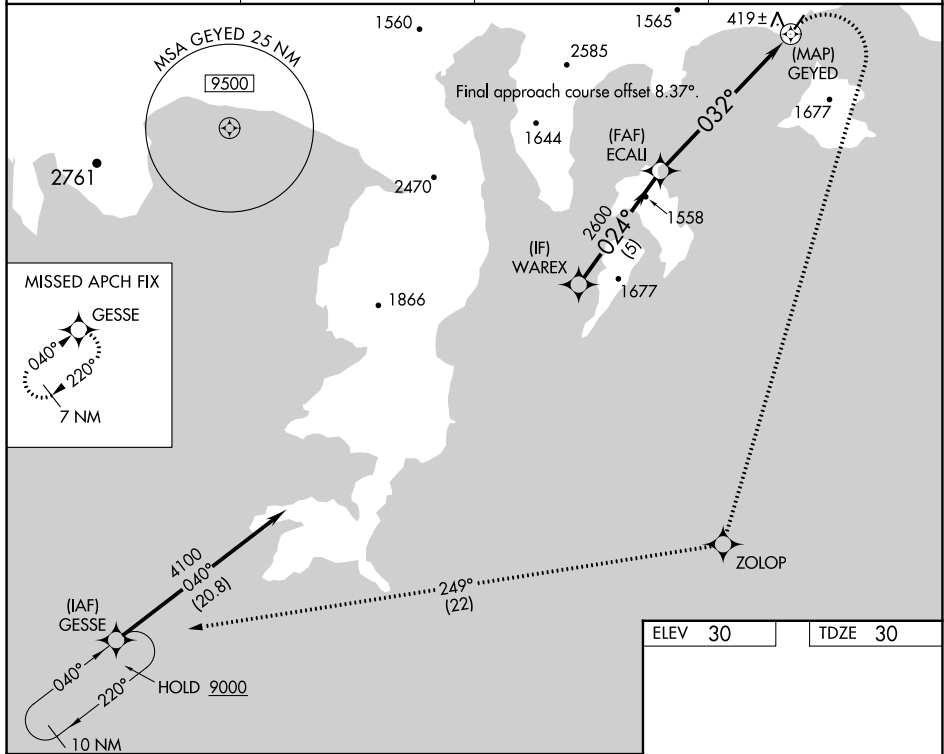 MSA GEYED 25 NM
9500
1560
1565
419±
(MAP)
GEYED
2585
Final approach course offset 8.37°.
1677
1644
032°
(FAF)
ECALI
2761
2470
2600
024°
(5)
1558
(IF)
WAREX
1677
MISSED APCH FIX
GESSE
040°
220°
7 NM
1866
4100
040°
(20.8)
ZOLOP
249°
(22)
(IAF)
GESSE
040°
220°
HOLD 9000
10 NM
ELEV 30
TDZE 30